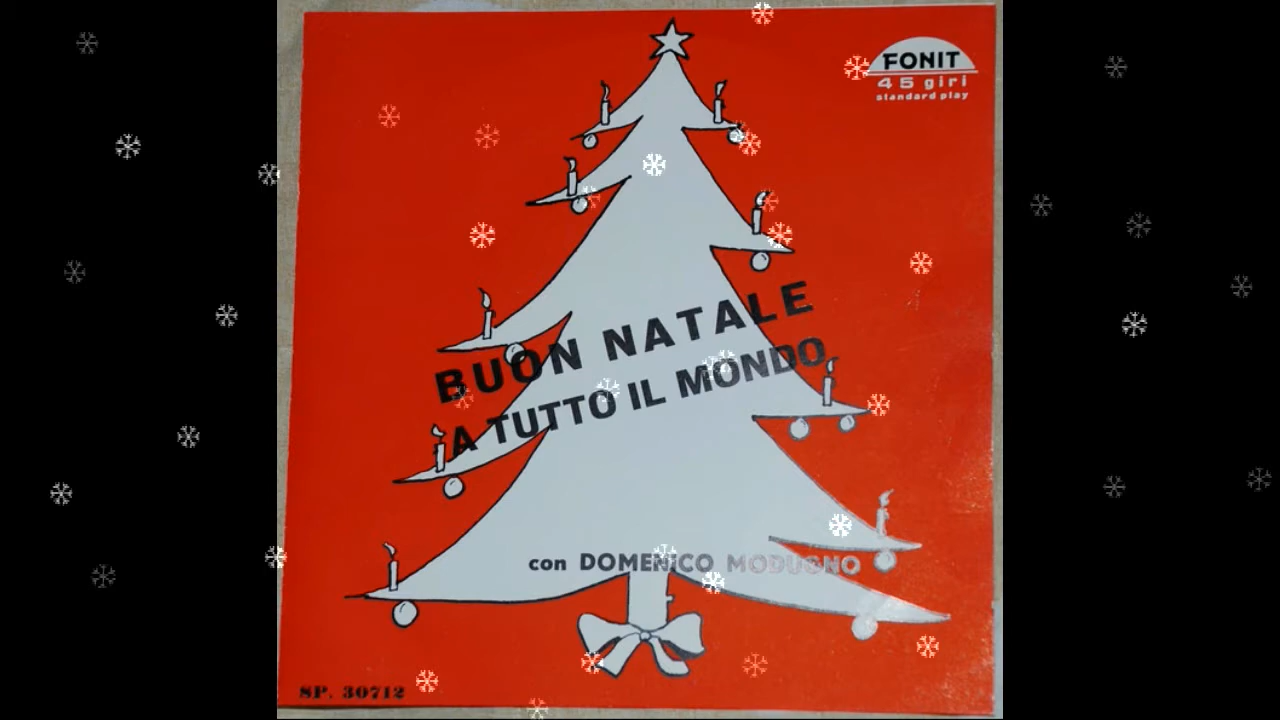 FONIT
45 giri
standard play
BUON NATALE
A TUTTO IL MONDO
con DOMENICO MODUGNO
SP. 30712